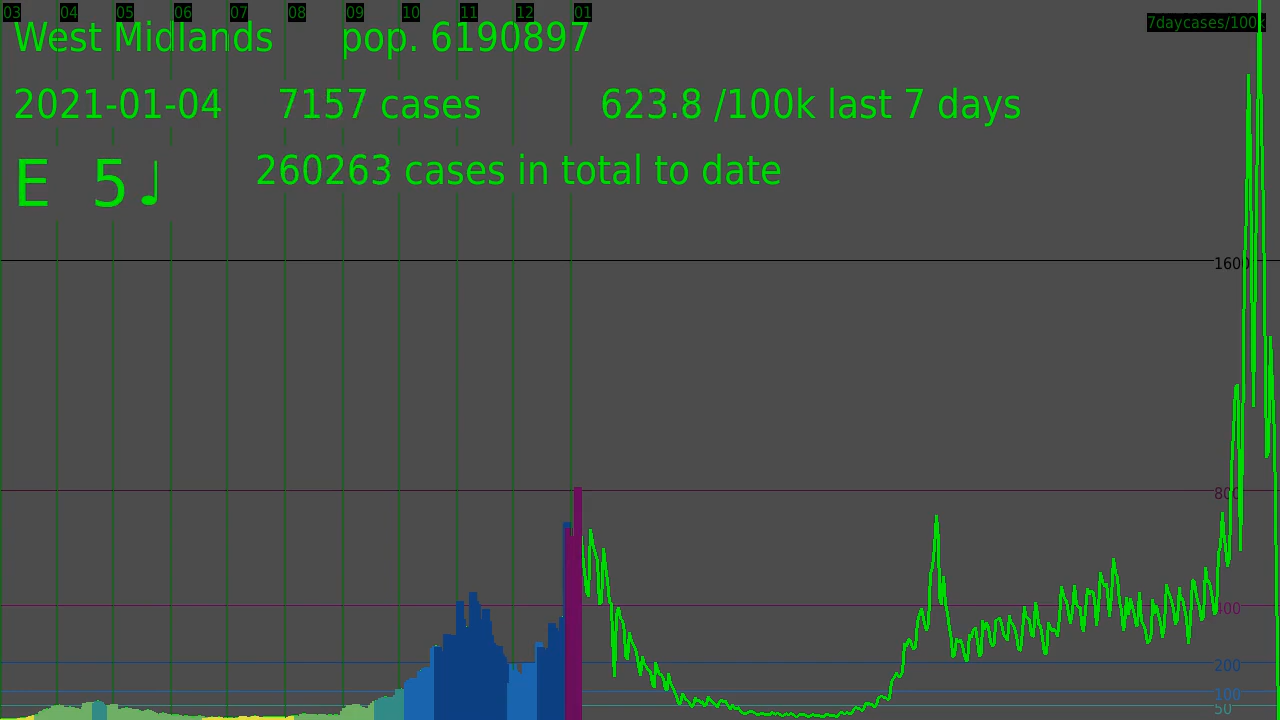 03 04 05 06 07 08 09 10 11 12 01
7daycases/100k
West Midlands pop. 6190897
2021-01-04 7157 cases 623.8 /100k last 7 days
E 5♩ 260263 cases in total to date
1600
800
400
200
100
50